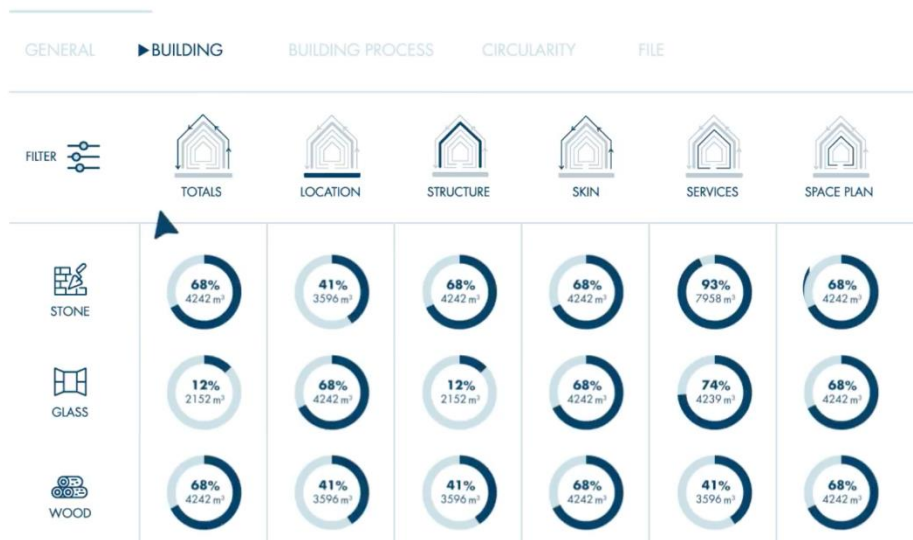 GENERAL ▶BUILDING BUILDING PROCESS CIRCULARITY FILE
FILTER
TOTALS LOCATION STRUCTURE SKIN SERVICES SPACE PLAN
STONE
68% 41% 68% 68% 93% 68%
4242 m³ 3596 m³ 4242 m³ 4242 m³ 7958 m³ 4242 m³
GLASS
12% 68% 12% 68% 74% 68%
2152 m³ 4242 m³ 2152 m³ 4242 m³ 4239 m³ 4242 m³
WOOD
68% 41% 41% 68% 41% 68%
4242 m³ 3596 m³ 3596 m³ 4242 m³ 3596 m³ 4242 m³